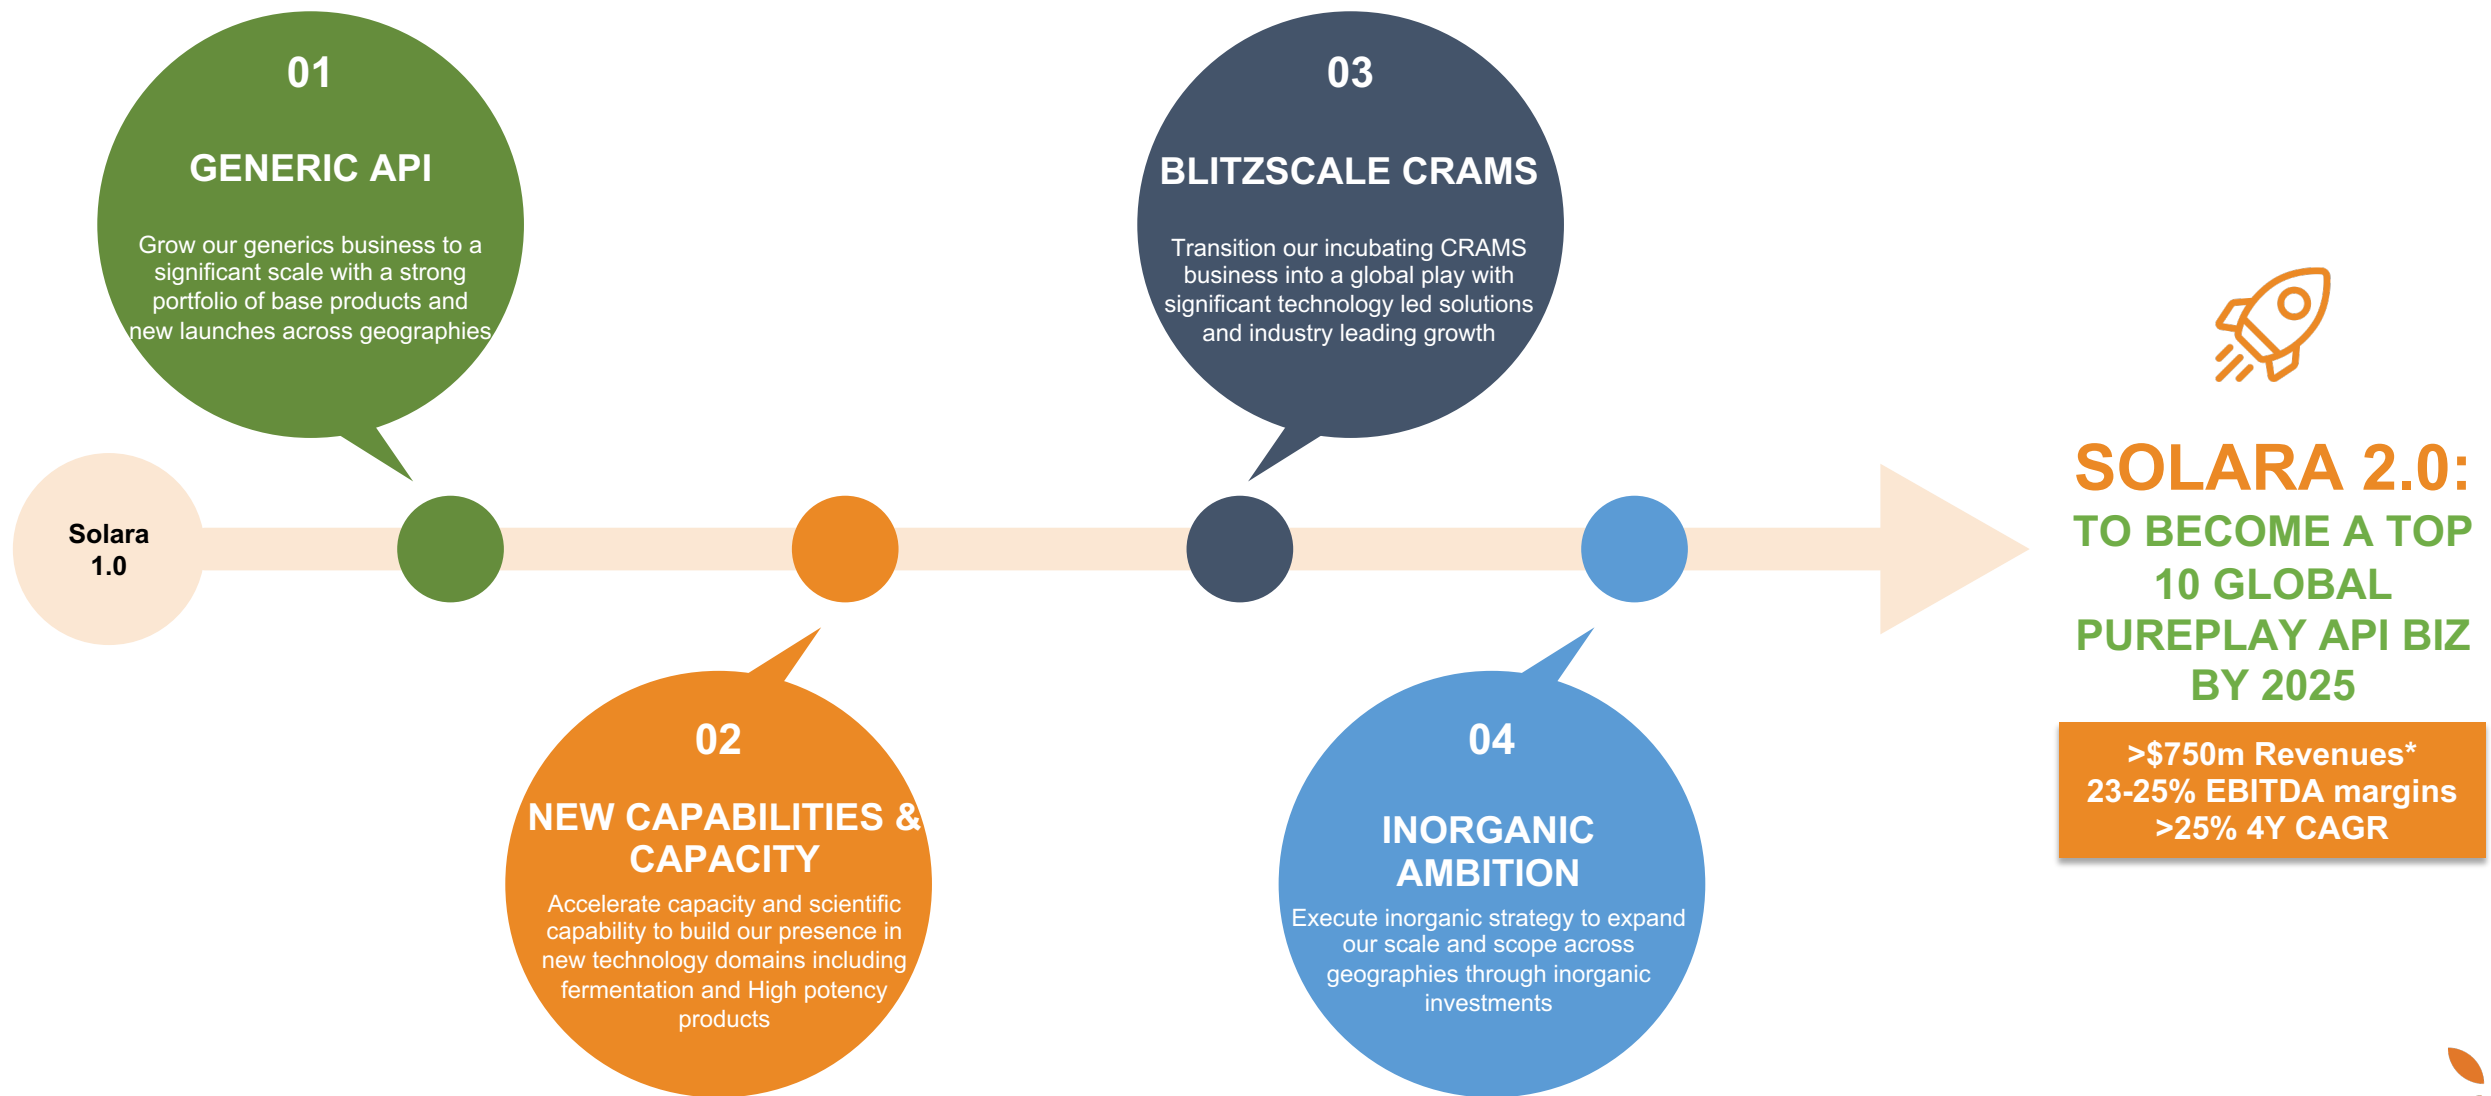 01
GENERIC API
Grow our generics business to a
significant scale with a strong
portfolio of base products and
new launches across geographies
03
BLITZSCALE CRAMS
Transition our incubating CRAMS
business into a global play with
significant technology led solutions
and industry leading growth
Solara
1.0
02
NEW CAPABILITIES &
CAPACITY
Accelerate capacity and scientific
capability to build our presence in
new technology domains including
fermentation and High potency
products
04
INORGANIC
AMBITION
Execute inorganic strategy to expand
our scale and scope across
geographies through inorganic
investments
SOLARA 2.0:
TO BECOME A TOP
10 GLOBAL
PUREPLAY API BIZ
BY 2025
>$750m Revenues*
23-25% EBITDA margins
>25% 4Y CAGR